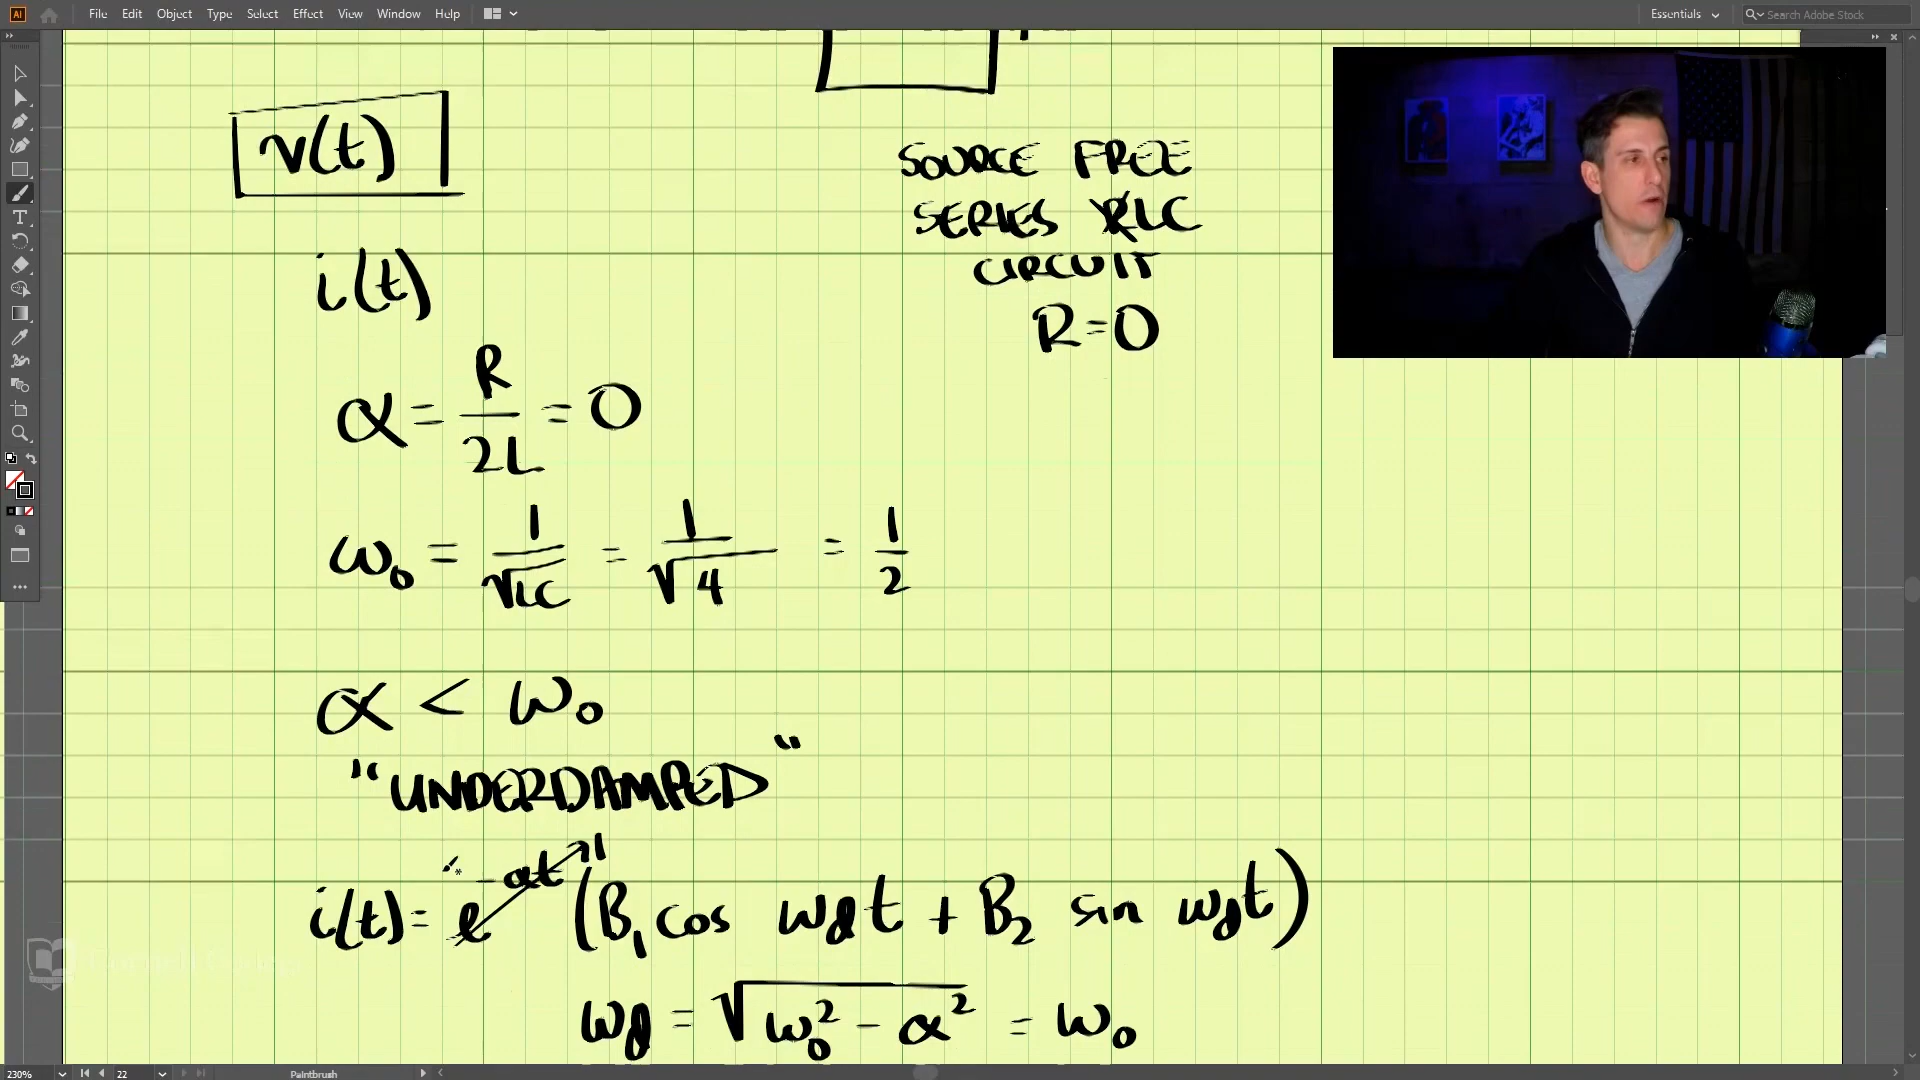 File Edit Object Type Select Effect View Window Help
Essentials
Search Adobe Stock
v(t)
SOURCE FREE
SERIES RLC
CIRCUIT
R=0
i(t)
α = R/2L = 0
ω₀ = 1/√LC = 1/√4 = 1/2
α < ω₀
"UNDERDAMPED"
i(t) = e^-αt 1 (B₁ cos ωdt + B₂ sin ωdt)
ωd = √ω₀² - α² = ω₀
230%
22
Paintbrush